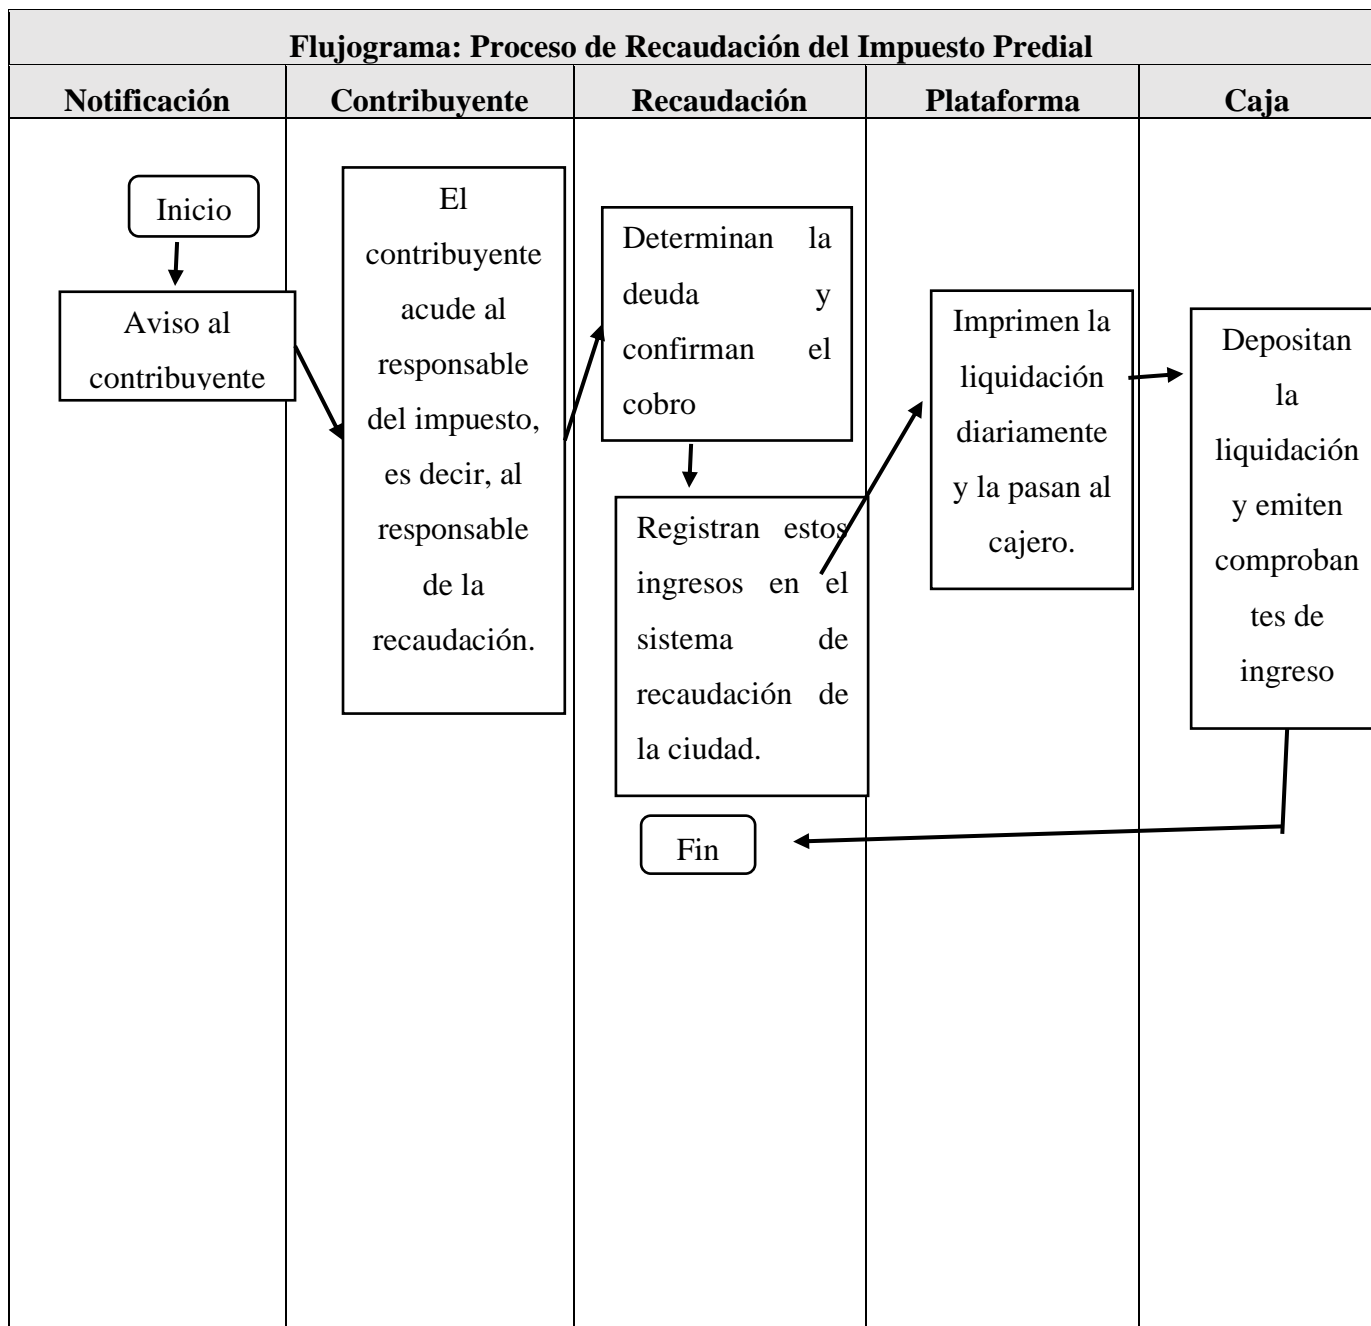 Flujograma: Proceso de Recaudación del Impuesto Predial
Notificación
Contribuyente
Recaudación
Plataforma
Caja
Inicio
Aviso al
contribuyente
El
contribuyente
acude al
responsable
del impuesto,
es decir, al
responsable
de la
recaudación.
Determinan la
deuda y
confirman el
cobro
Registran estos
ingresos en el
sistema de
recaudación de
la ciudad.
Imprimen la
liquidación
diariamente
y la pasan al
cajero.
Depositan
la
liquidación
y emiten
comproban
tes de
ingreso
Fin